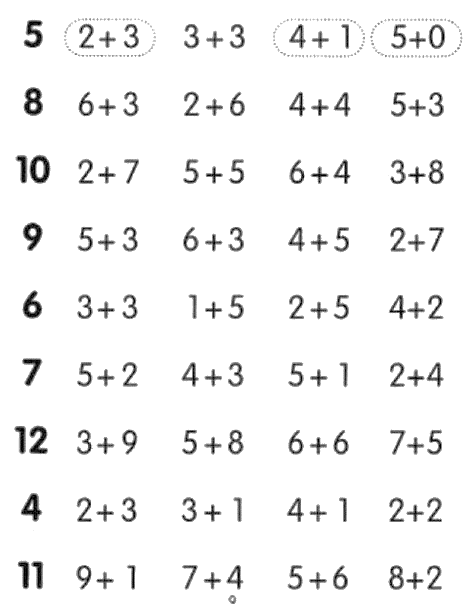 5 2+3 3+3 4+1 5+0
8 6+3 2+6 4+4 5+3
10 2+7 5+5 6+4 3+8
9 5+3 6+3 4+5 2+7
6 3+3 1+5 2+5 4+2
7 5+2 4+3 5+1 2+4
12 3+9 5+8 6+6 7+5
4 2+3 3+1 4+1 2+2
11 9+1 7+4 5+6 8+2
9